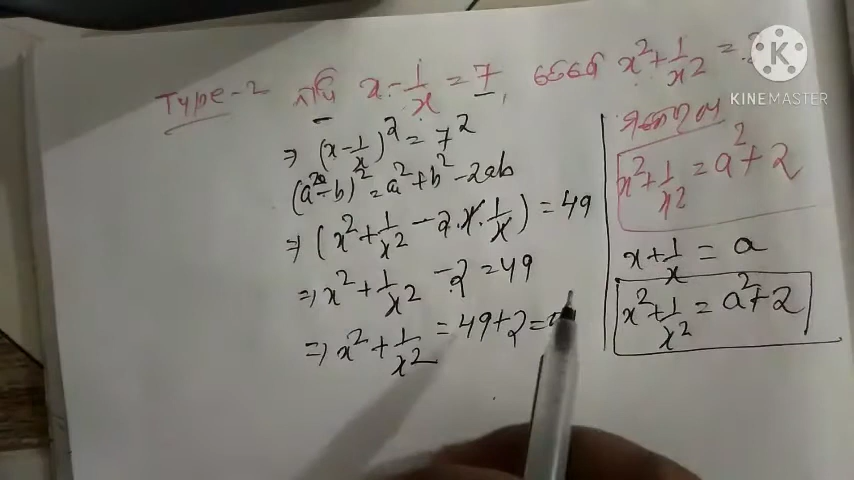 Type-2 ଯଦି x - 1/x = 7, ତେବେ x² + 1/x² = ?
⇒ (x - 1/x)² = 7²
(a - b)² = a² + b² - 2ab
⇒ (x² + 1/x² - 2.x.1/x) = 49
⇒ x² + 1/x² - 2 = 49
⇒ x² + 1/x² = 49+2 =
x² + 1/x² = a² + 2
x + 1/x = a
x² + 1/x² = a² + 2
KINEMASTER